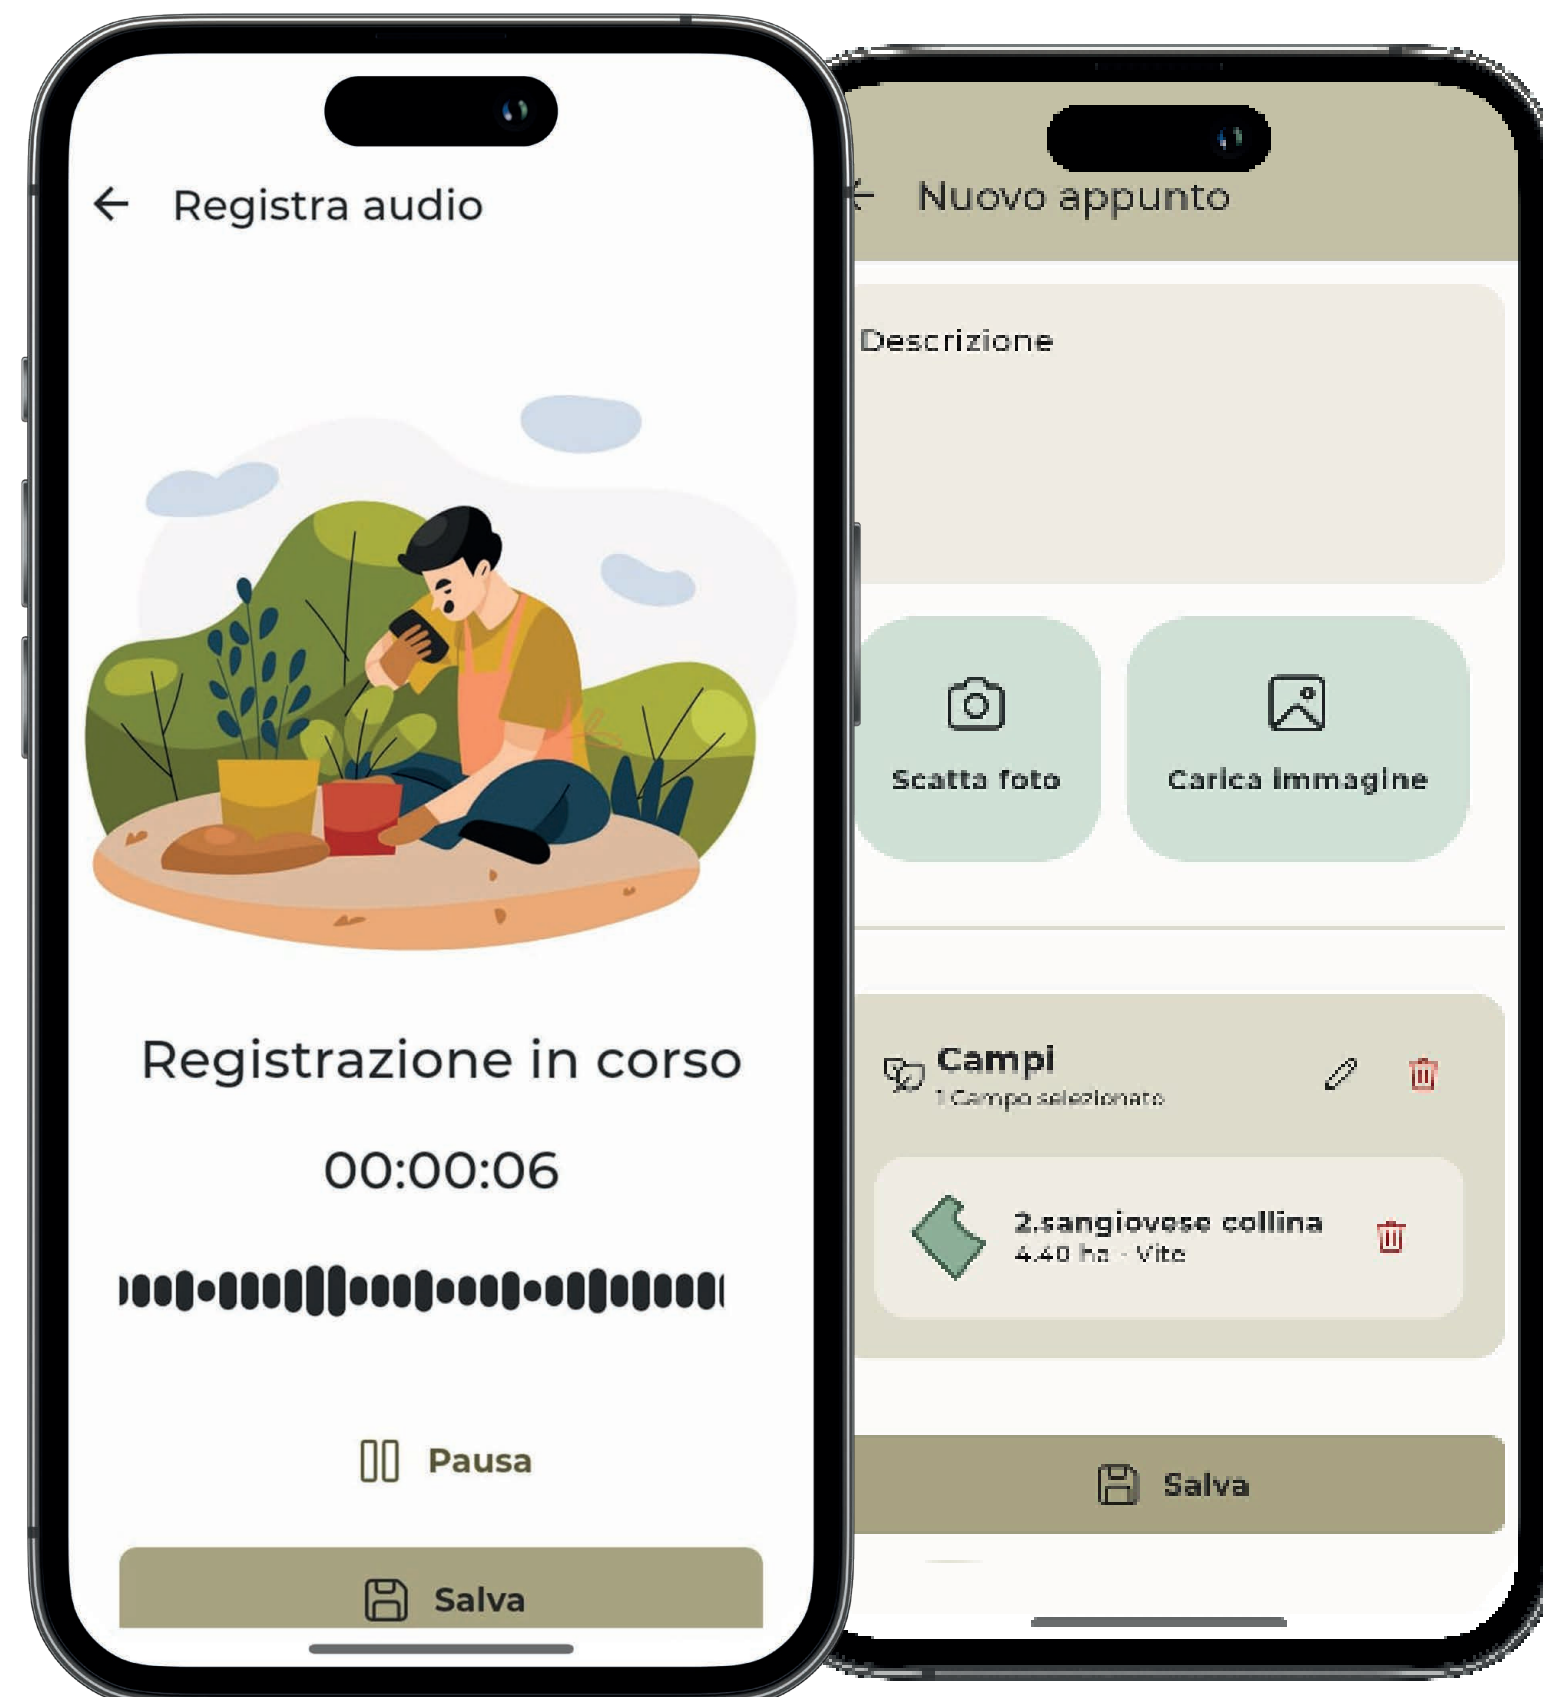 Registra audio
Registrazione in corso
00:00:06
Pausa
Salva
Nuovo appunto
Descrizione
Scatta foto
Carica immagine
Campi
1 Campo selezionato
2.sangiovese collina
4.40 ha - Vite
Salva